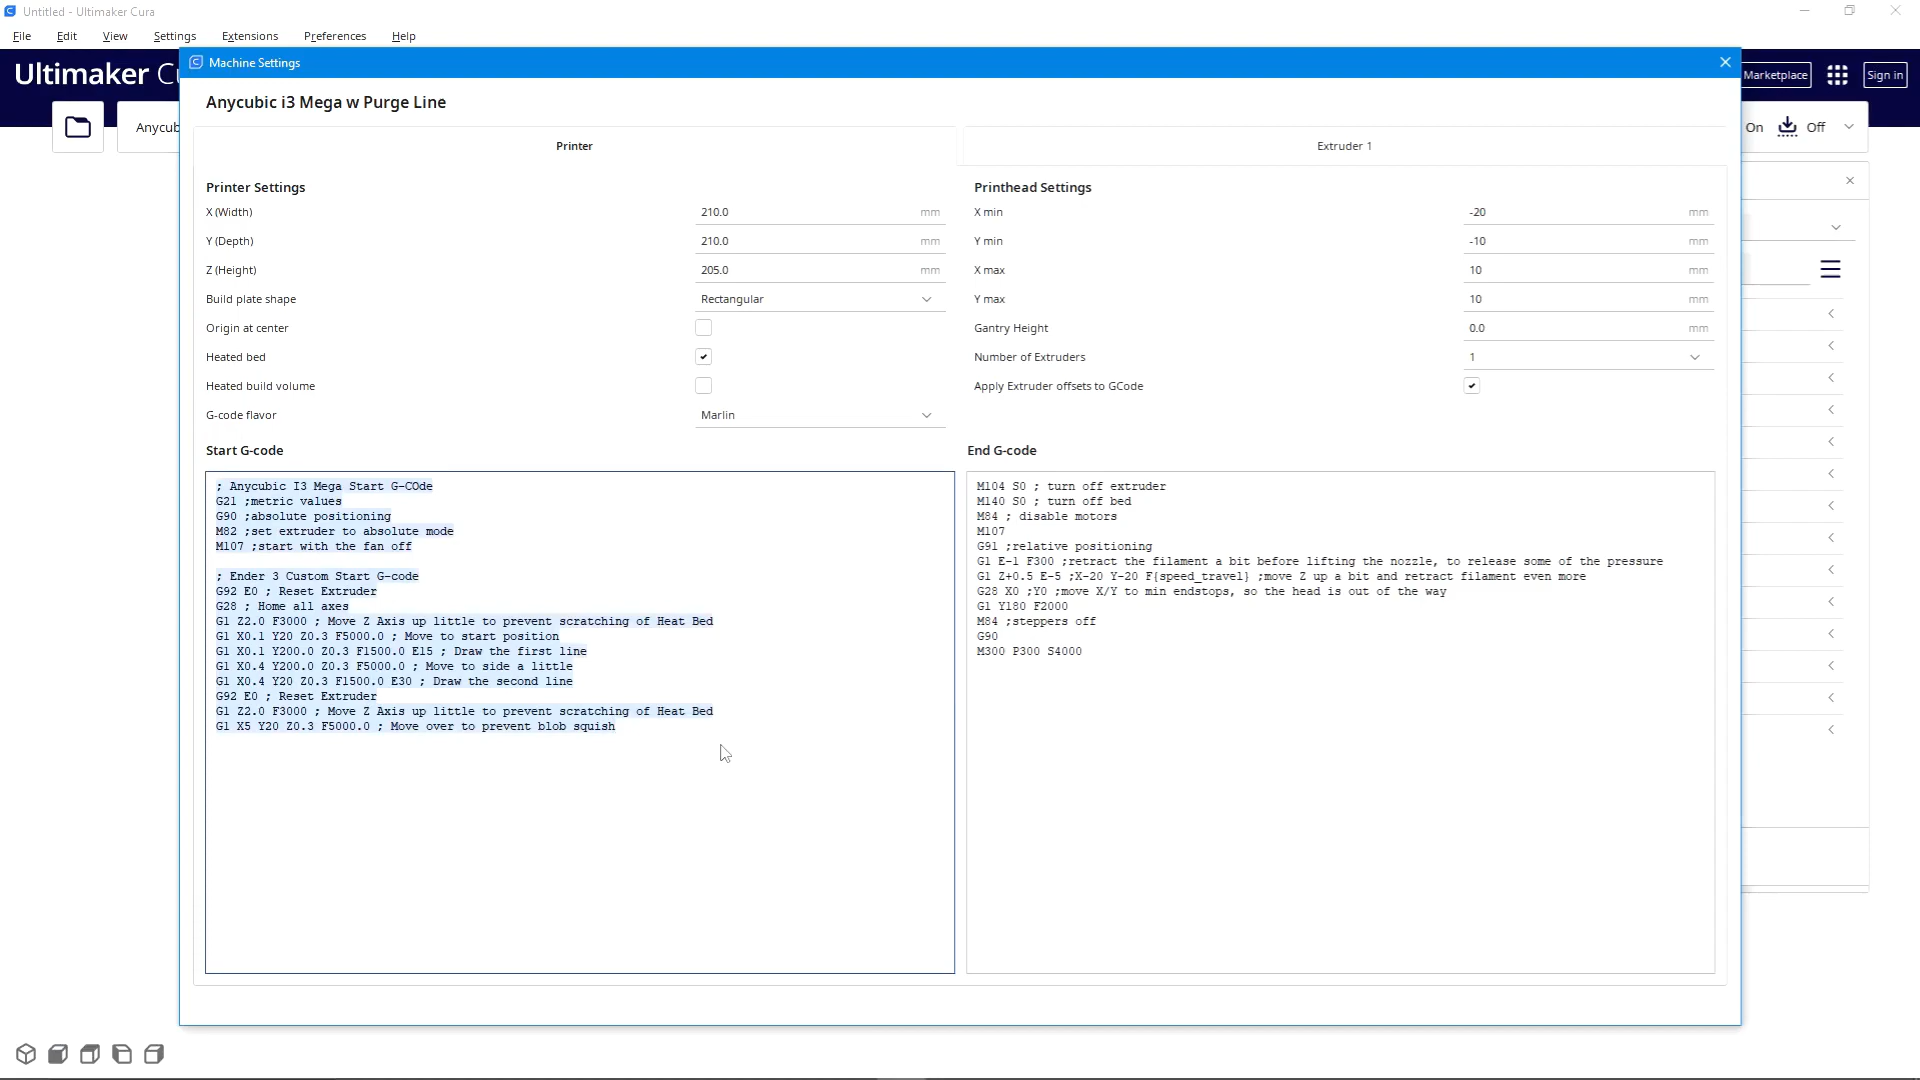 Untitled - Ultimaker Cura
File Edit View Settings Extensions Preferences Help
Ultimaker
Machine Settings
Marketplace
Sign in
Anycubic i3 Mega w Purge Line
Anycub
On
Off
Printer
Extruder 1
Printer Settings
X (Width) 210.0 mm
Y (Depth) 210.0 mm
Z (Height) 205.0 mm
Build plate shape Rectangular
Origin at center
Heated bed
Heated build volume
G-code flavor Marlin
Printhead Settings
X min -20 mm
Y min -10 mm
X max 10 mm
Y max 10 mm
Gantry Height 0.0 mm
Number of Extruders 1
Apply Extruder offsets to GCode
Start G-code
; Anycubic I3 Mega Start G-COde
G21 ;metric values
G90 ;absolute positioning
M82 ;set extruder to absolute mode
M107 ;start with the fan off
; Ender 3 Custom Start G-code
G92 E0 ; Reset Extruder
G28 ; Home all axes
G1 Z2.0 F3000 ; Move Z Axis up little to prevent scratching of Heat Bed
G1 X0.1 Y20 Z0.3 F5000.0 ; Move to start position
G1 X0.1 Y200.0 Z0.3 F1500.0 E15 ; Draw the first line
G1 X0.4 Y200.0 Z0.3 F5000.0 ; Move to side a little
G1 X0.4 Y20 Z0.3 F1500.0 E30 ; Draw the second line
G92 E0 ; Reset Extruder
G1 Z2.0 F3000 ; Move Z Axis up little to prevent scratching of Heat Bed
G1 X5 Y20 Z0.3 F5000.0 ; Move over to prevent blob squish
End G-code
M104 S0 ; turn off extruder
M140 S0 ; turn off bed
M84 ; disable motors
M107
G91 ;relative positioning
G1 E-1 F300 ;retract the filament a bit before lifting the nozzle, to release some of the pressure
G1 Z+0.5 E-5 ;X-20 Y-20 F{speed_travel} ;move Z up a bit and retract filament even more
G28 X0 ;Y0 ;move X/Y to min endstops, so the head is out of the way
G1 Y180 F2000
M84 ;steppers off
G90
M300 P300 S4000